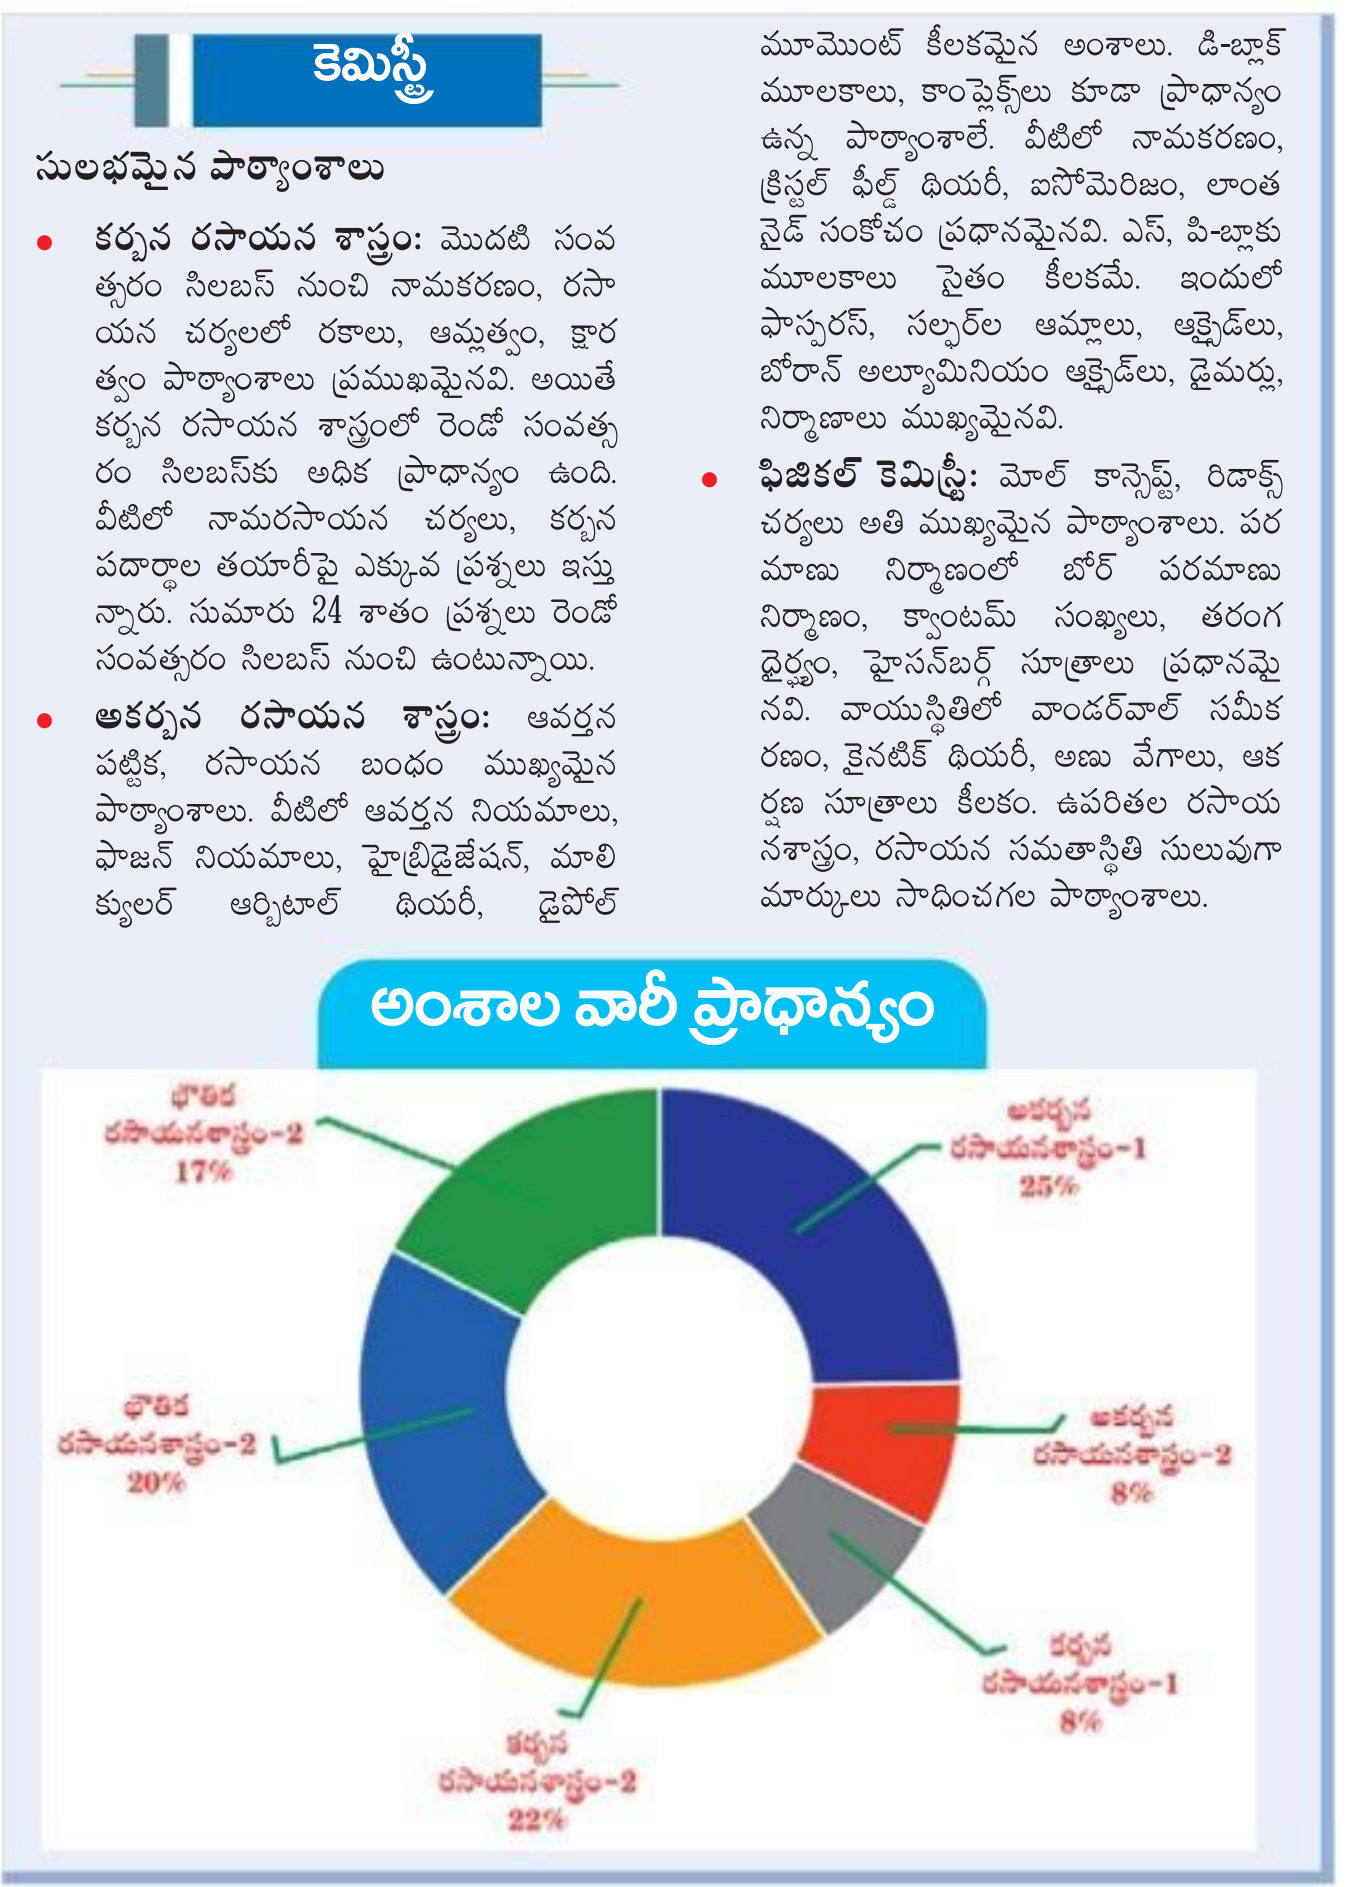 కెమిస్ట్రీ
సులభమైన పాఠ్యాంశాలు
● కర్బన రసాయన శాస్త్రం: మొదటి సంవ
త్సరం సిలబస్ నుంచి నామకరణం, రసా
యన చర్యలలో రకాలు, ఆమ్లత్వం, క్షార
త్వం పాఠ్యాంశాలు ప్రముఖమైనవి. అయితే
కర్బన రసాయన శాస్త్రంలో రెండో సంవత్స
రం సిలబస్‌కు అధిక ప్రాధాన్యం ఉంది.
వీటిలో నామరసాయన చర్యలు, కర్బన
పదార్థాల తయారీపై ఎక్కువ ప్రశ్నలు ఇస్తు
న్నారు. సుమారు 24 శాతం ప్రశ్నలు రెండో
సంవత్సరం సిలబస్ నుంచి ఉంటున్నాయి.
● అకర్బన రసాయన శాస్త్రం: ఆవర్తన
పట్టిక, రసాయన బంధం ముఖ్యమైన
పాఠ్యాంశాలు. వీటిలో ఆవర్తన నియమాలు,
ఫాజన్ నియమాలు, హైబ్రిడైజేషన్, మాలి
క్యులర్ ఆర్బిటాల్ థియరీ, డైపోల్
మూమెుంట్ కీలకమైన అంశాలు. డి-బ్లాక్
మూలకాలు, కాంప్లెక్స్‌లు కూడా ప్రాధాన్యం
ఉన్న పాఠ్యాంశాలే. వీటిలో నామకరణం,
క్రిస్టల్ ఫీల్డ్ థియరీ, ఐసోమెరిజం, లాంత
నైడ్ సంకోచం ప్రధానమైనవి. ఎస్, పి-బ్లాకు
మూలకాలు సైతం కీలకమే. ఇందులో
ఫాస్పరస్, సల్ఫర్‌ల ఆమ్లాలు, ఆక్సైడ్‌లు,
బోరాన్ అల్యూమినియం ఆక్సైడ్‌లు, డైమర్లు,
నిర్మాణాలు ముఖ్యమైనవి.
● ఫిజికల్ కెమిస్ట్రీ: మోల్ కాన్సెప్ట్, రిడాక్స్
చర్యలు అతి ముఖ్యమైన పాఠ్యాంశాలు. పర
మాణు నిర్మాణంలో బోర్ పరమాణు
నిర్మాణం, క్వాంటమ్ సంఖ్యలు, తరంగ
ధైర్ఘ్యం, హైసన్‌బర్గ్ సూత్రాలు ప్రధానమై
నవి. వాయుస్థితిలో వాండర్‌వాల్ సమీక
రణం, కైనటిక్ థియరీ, అణు వేగాలు, ఆక
ర్షణ సూత్రాలు కీలకం. ఉపరితల రసాయ
నశాస్త్రం, రసాయన సమతాస్థితి సులువుగా
మార్కులు సాధించగల పాఠ్యాంశాలు.
అంశాల వారీ ప్రాధాన్యం
భౌతిక
రసాయనశాస్త్రం-2
17%
అకర్బన
రసాయనశాస్త్రం-1
25%
భౌతిక
రసాయనశాస్త్రం-2
20%
అకర్బన
రసాయనశాస్త్రం-2
8%
కర్బన
రసాయనశాస్త్రం-1
8%
కర్బన
రసాయనశాస్త్రం-2
22%